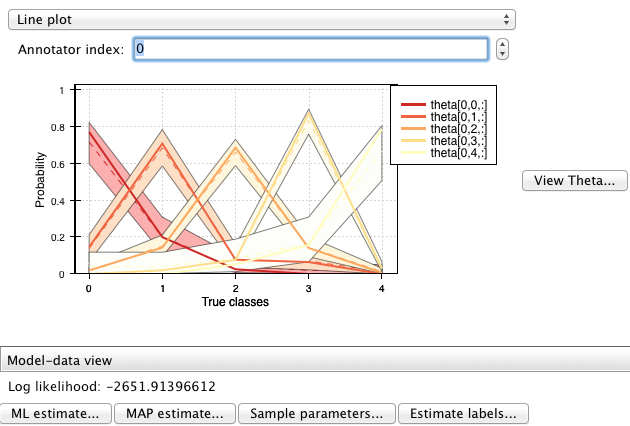 Line plot
Annotator index: 0
1
0.8
0.6
0.4
0.2
0
Probability
0 1 2 3 4
True classes
theta[0,0,:]
theta[0,1,:]
theta[0,2,:]
theta[0,3,:]
theta[0,4,:]
View Theta...
Model-data view
Log likelihood: -2651.91396612
ML estimate... MAP estimate... Sample parameters... Estimate labels...